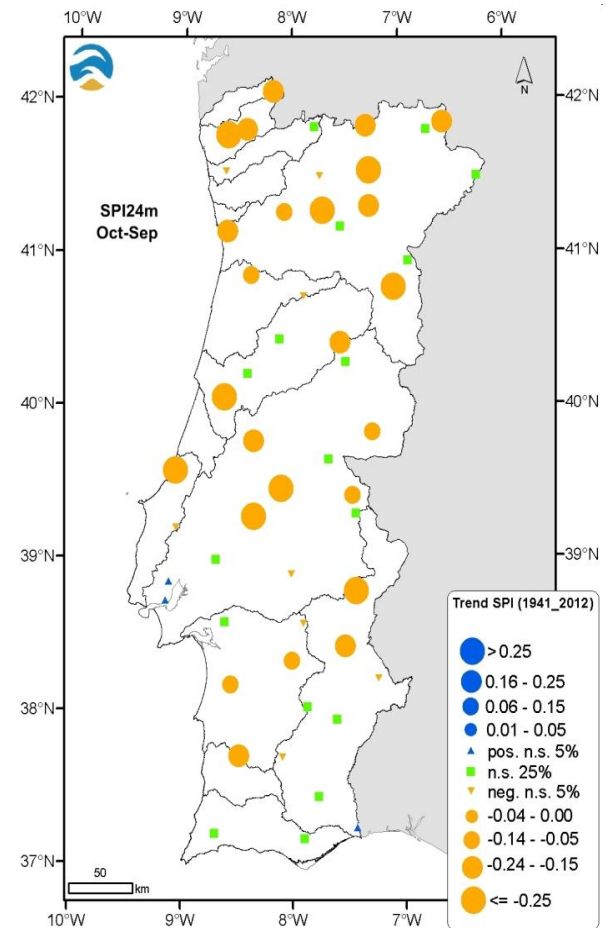 10°W 9°W 8°W 7°W 6°W
42°N 42°N
N
SPI24m
Oct-Sep
41°N 41°N
40°N 40°N
39°N 39°N
Trend SPI (1941_2012)
> 0.25
0.16 - 0.25
0.06 - 0.15
0.01 - 0.05
pos. n.s. 5%
n.s. 25%
neg. n.s. 5%
-0.04 - 0.00
-0.14 - -0.05
-0.24 - -0.15
<= -0.25
38°N
37°N
50
km
10°W 9°W 8°W 7°W